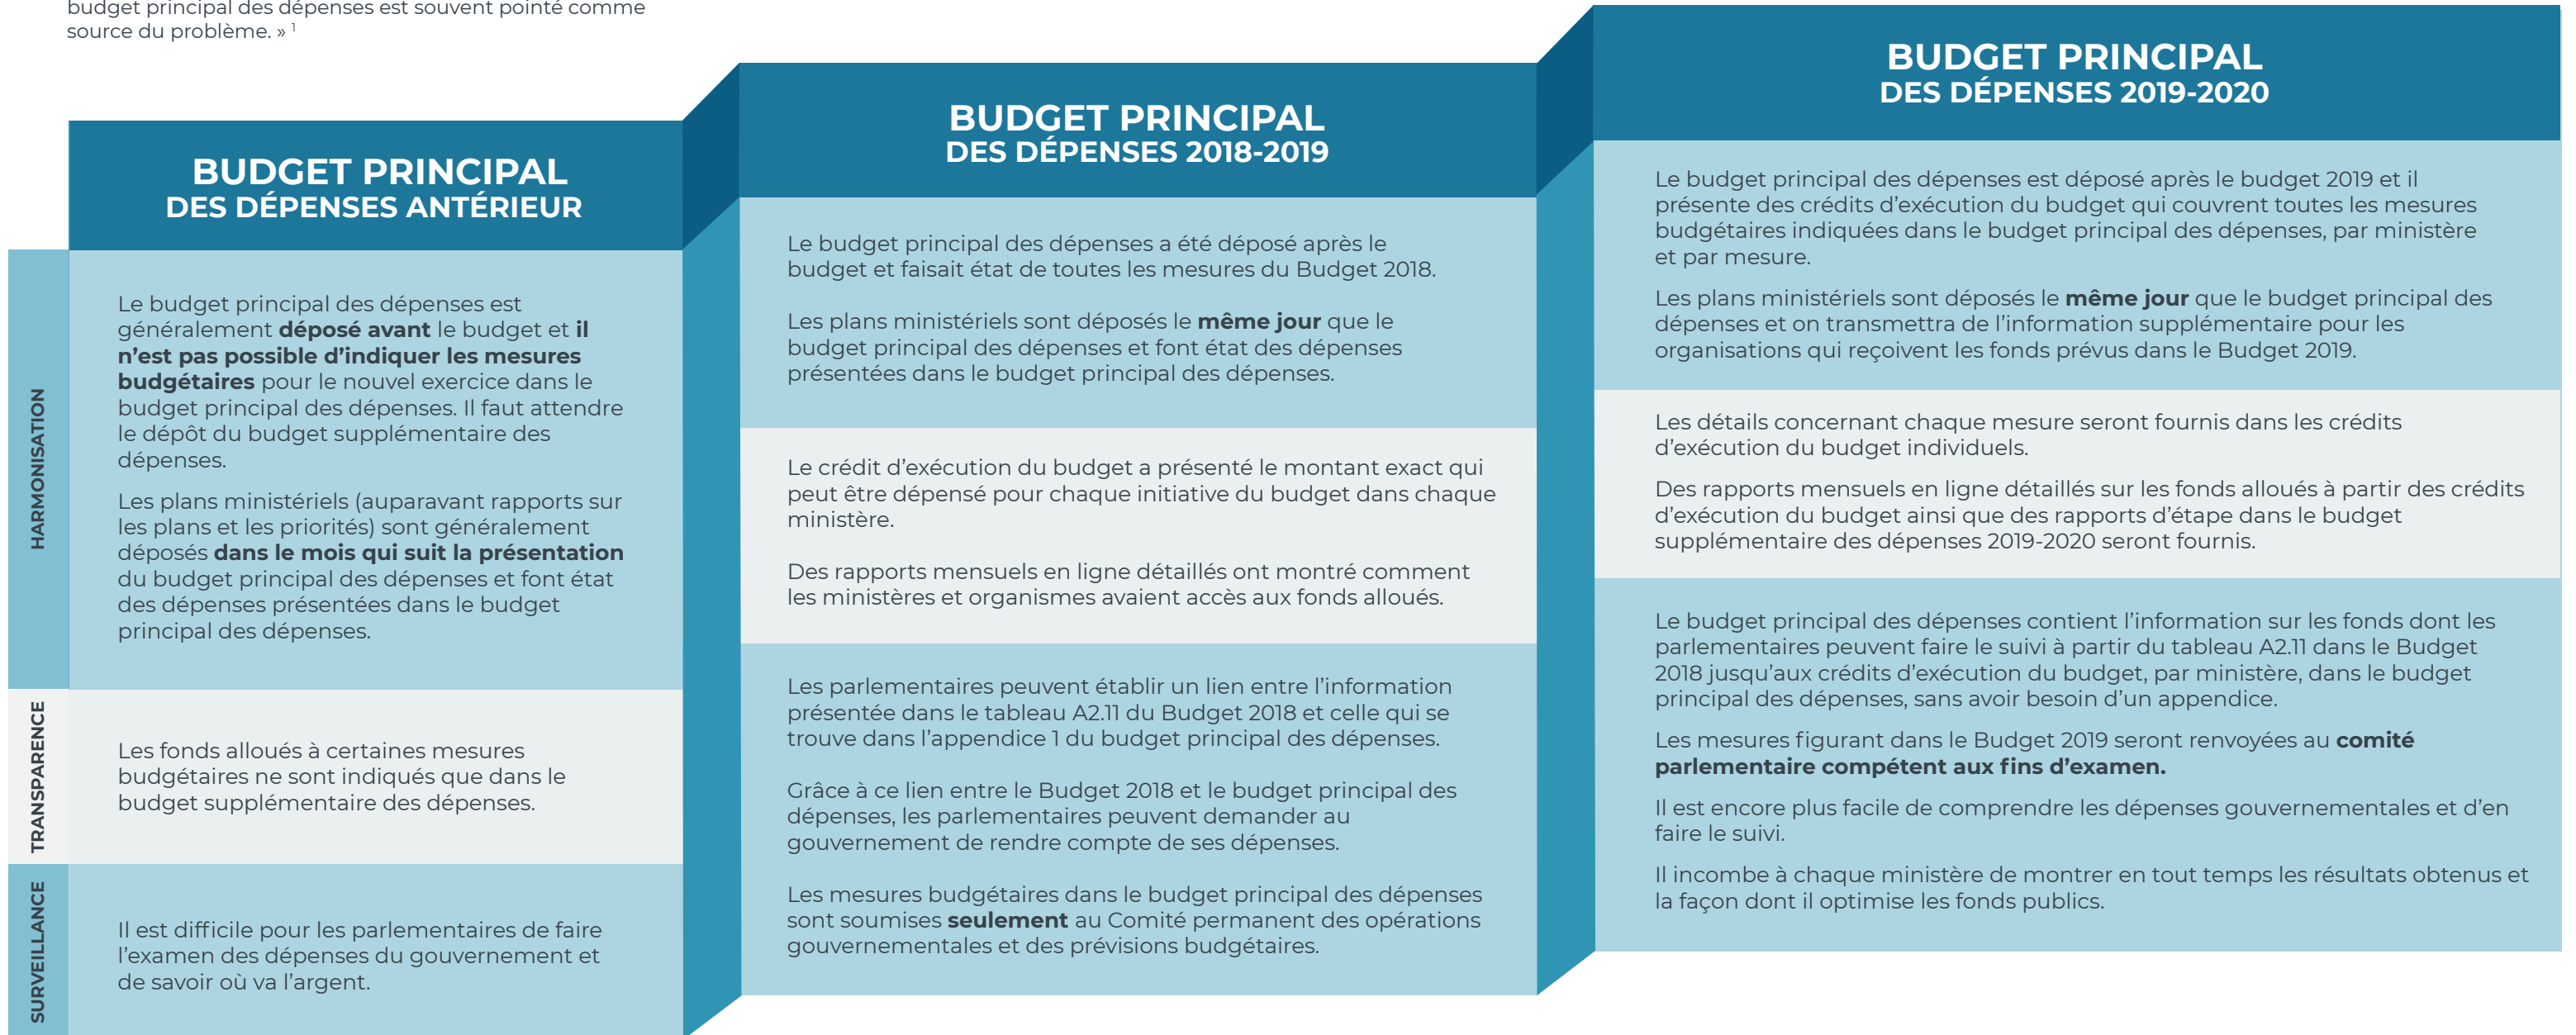 budget principal des dépenses est souvent pointé comme
source du problème. » 1
BUDGET PRINCIPAL
DES DÉPENSES ANTÉRIEUR
HARMONISATION
Le budget principal des dépenses est
généralement déposé avant le budget et il
n’est pas possible d’indiquer les mesures
budgétaires pour le nouvel exercice dans le
budget principal des dépenses. Il faut attendre
le dépôt du budget supplémentaire des
dépenses.
Les plans ministériels (auparavant rapports sur
les plans et les priorités) sont généralement
déposés dans le mois qui suit la présentation
du budget principal des dépenses et font état
des dépenses présentées dans le budget
principal des dépenses.
TRANSPARENCE
Les fonds alloués à certaines mesures
budgétaires ne sont indiqués que dans le
budget supplémentaire des dépenses.
SURVEILLANCE
Il est difficile pour les parlementaires de faire
l’examen des dépenses du gouvernement et
de savoir où va l’argent.
BUDGET PRINCIPAL
DES DÉPENSES 2018-2019
Le budget principal des dépenses a été déposé après le
budget et faisait état de toutes les mesures du Budget 2018.
Les plans ministériels sont déposés le même jour que le
budget principal des dépenses et font état des dépenses
présentées dans le budget principal des dépenses.
Le crédit d’exécution du budget a présenté le montant exact qui
peut être dépensé pour chaque initiative du budget dans chaque
ministère.
Des rapports mensuels en ligne détaillés ont montré comment
les ministères et organismes avaient accès aux fonds alloués.
Les parlementaires peuvent établir un lien entre l’information
présentée dans le tableau A2.11 du Budget 2018 et celle qui se
trouve dans l’appendice 1 du budget principal des dépenses.
Grâce à ce lien entre le Budget 2018 et le budget principal des
dépenses, les parlementaires peuvent demander au
gouvernement de rendre compte de ses dépenses.
Les mesures budgétaires dans le budget principal des dépenses
sont soumises seulement au Comité permanent des opérations
gouvernementales et des prévisions budgétaires.
BUDGET PRINCIPAL
DES DÉPENSES 2019-2020
Le budget principal des dépenses est déposé après le budget 2019 et il
présente des crédits d’exécution du budget qui couvrent toutes les mesures
budgétaires indiquées dans le budget principal des dépenses, par ministère
et par mesure.
Les plans ministériels sont déposés le même jour que le budget principal des
dépenses et on transmettra de l’information supplémentaire pour les
organisations qui reçoivent les fonds prévus dans le Budget 2019.
Les détails concernant chaque mesure seront fournis dans les crédits
d’exécution du budget individuels.
Des rapports mensuels en ligne détaillés sur les fonds alloués à partir des crédits
d’exécution du budget ainsi que des rapports d’étape dans le budget
supplémentaire des dépenses 2019-2020 seront fournis.
Le budget principal des dépenses contient l’information sur les fonds dont les
parlementaires peuvent faire le suivi à partir du tableau A2.11 dans le Budget
2018 jusqu’aux crédits d’exécution du budget, par ministère, dans le budget
principal des dépenses, sans avoir besoin d’un appendice.
Les mesures figurant dans le Budget 2019 seront renvoyées au comité
parlementaire compétent aux fins d’examen.
Il est encore plus facile de comprendre les dépenses gouvernementales et d’en
faire le suivi.
Il incombe à chaque ministère de montrer en tout temps les résultats obtenus et
la façon dont il optimise les fonds publics.